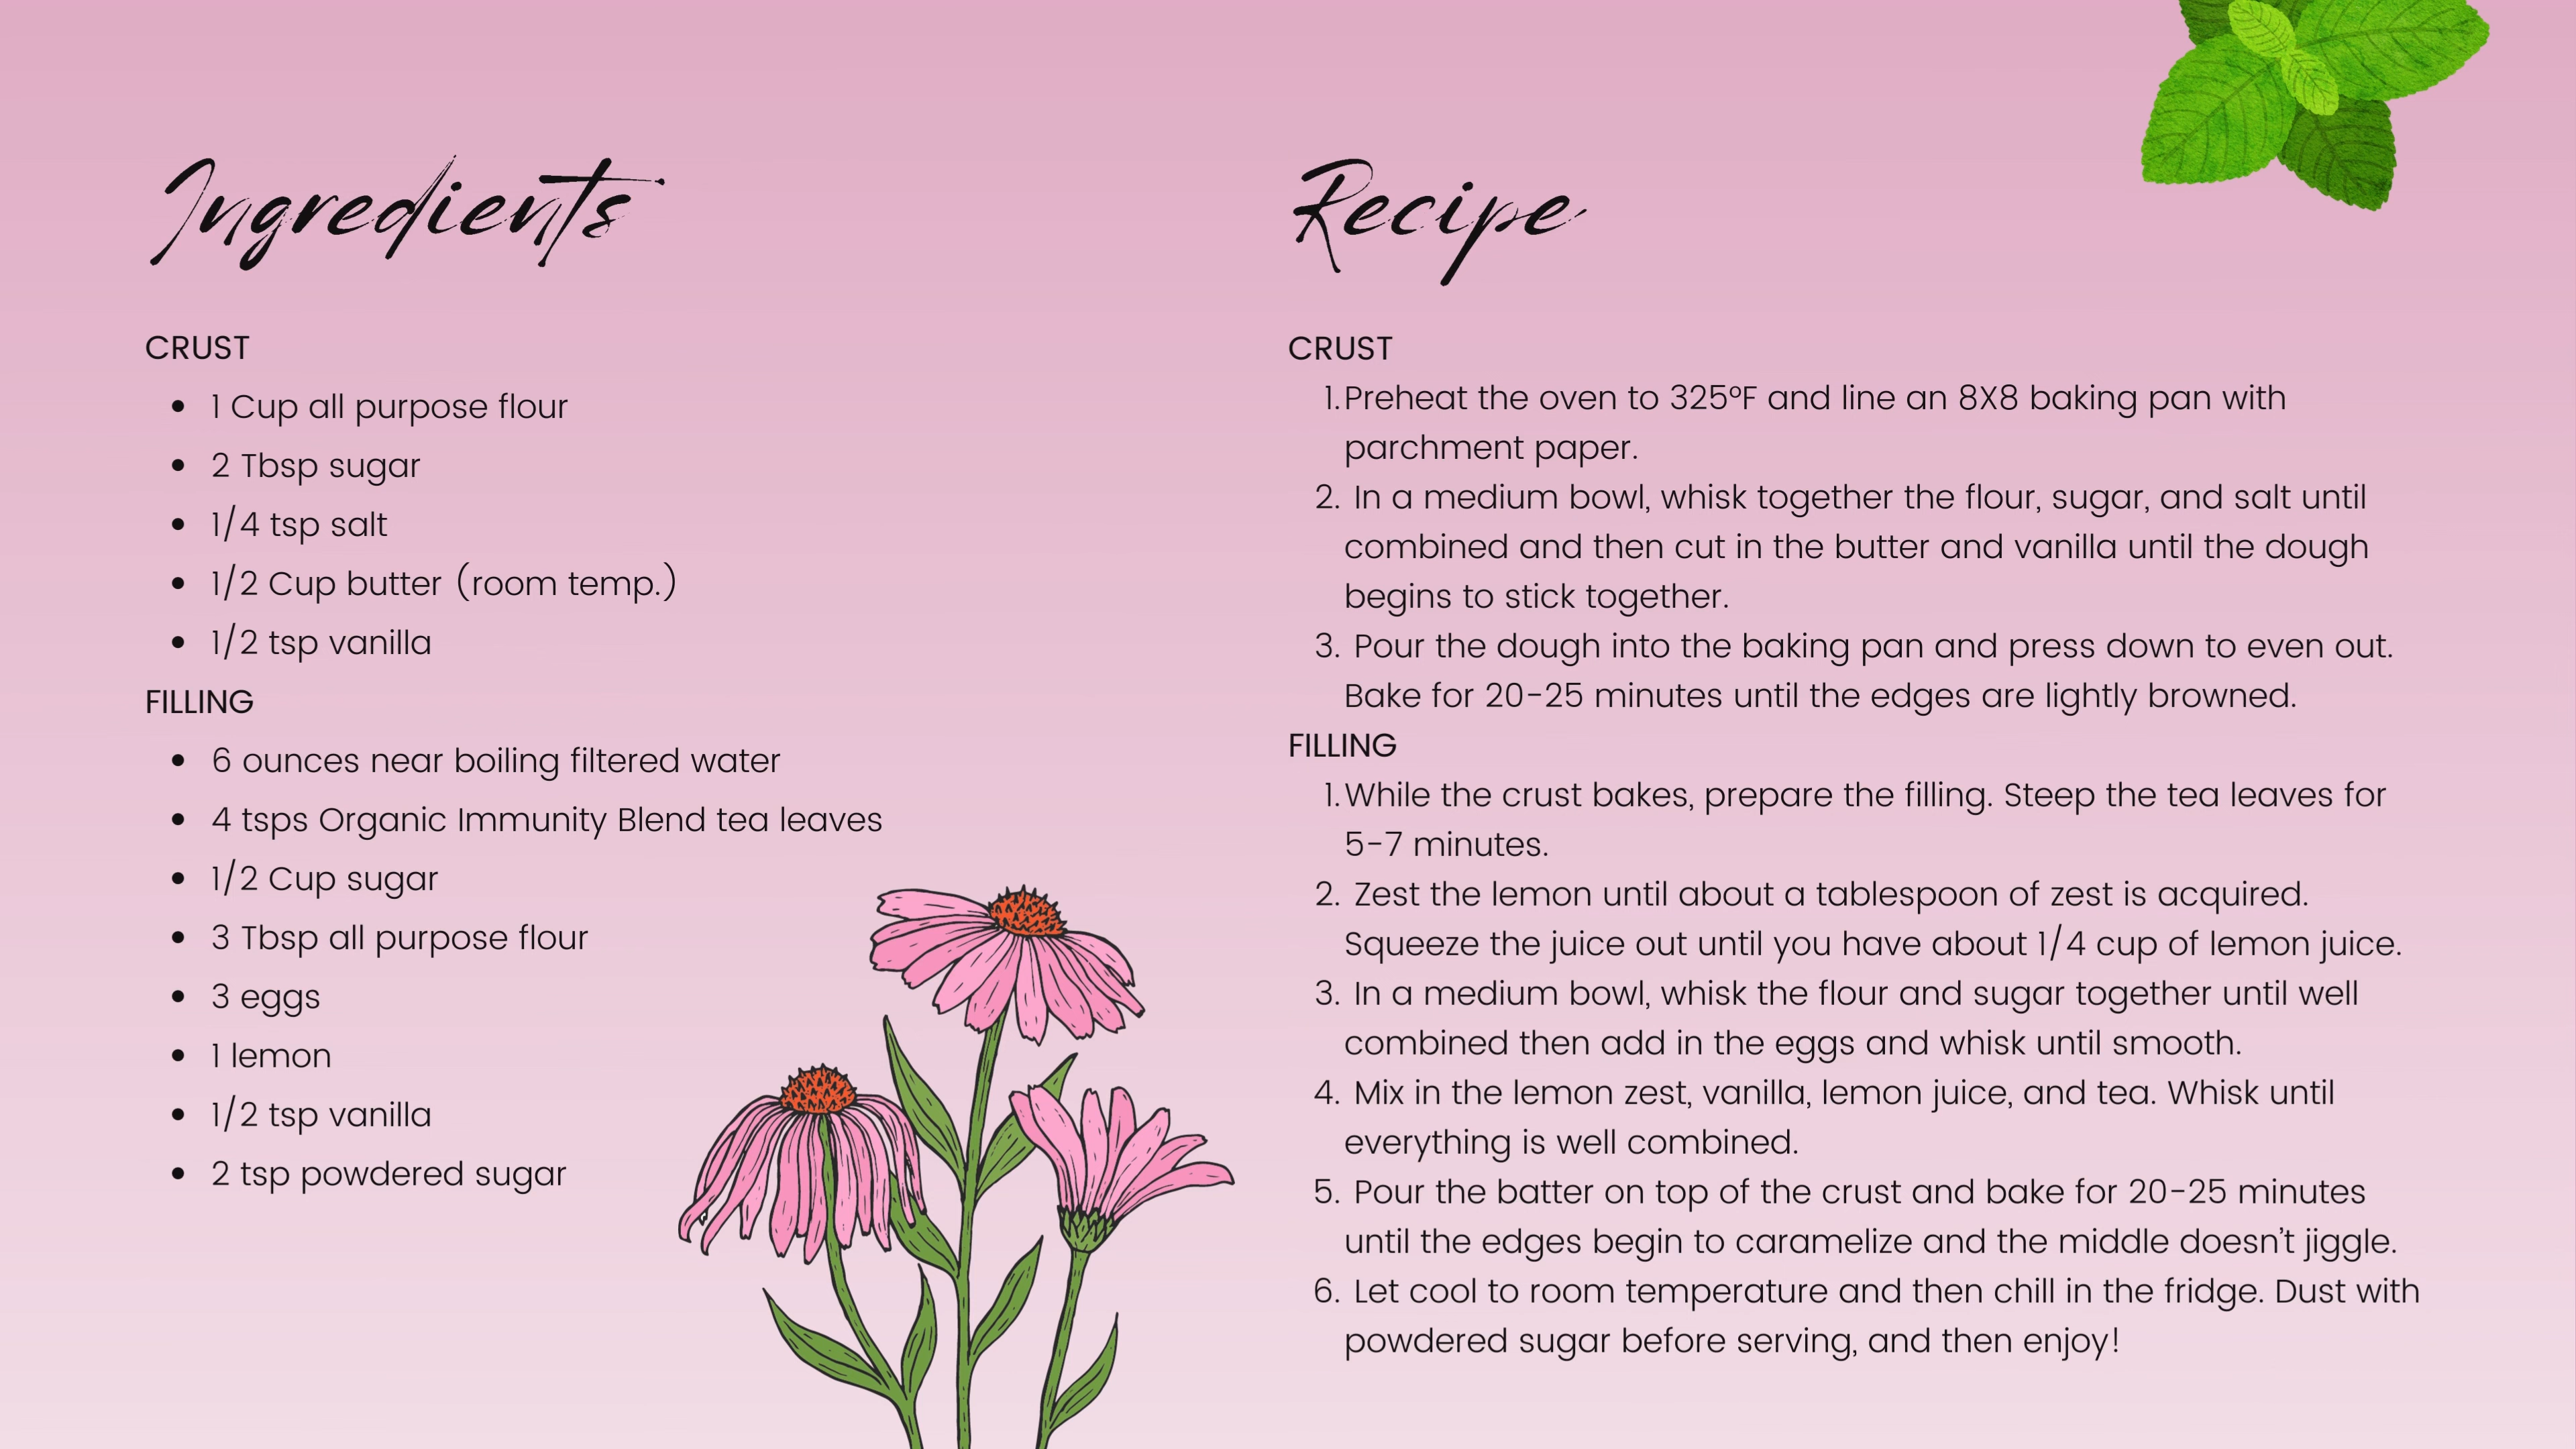 Ingredients
CRUST
• 1 Cup all purpose flour
• 2 Tbsp sugar
• 1/4 tsp salt
• 1/2 Cup butter (room temp.)
• 1/2 tsp vanilla
FILLING
• 6 ounces near boiling filtered water
• 4 tsps Organic Immunity Blend tea leaves
• 1/2 Cup sugar
• 3 Tbsp all purpose flour
• 3 eggs
• 1 lemon
• 1/2 tsp vanilla
• 2 tsp powdered sugar
Recipe
CRUST
1. Preheat the oven to 325°F and line an 8X8 baking pan with
parchment paper.
2. In a medium bowl, whisk together the flour, sugar, and salt until
combined and then cut in the butter and vanilla until the dough
begins to stick together.
3. Pour the dough into the baking pan and press down to even out.
Bake for 20-25 minutes until the edges are lightly browned.
FILLING
1. While the crust bakes, prepare the filling. Steep the tea leaves for
5-7 minutes.
2. Zest the lemon until about a tablespoon of zest is acquired.
Squeeze the juice out until you have about 1/4 cup of lemon juice.
3. In a medium bowl, whisk the flour and sugar together until well
combined then add in the eggs and whisk until smooth.
4. Mix in the lemon zest, vanilla, lemon juice, and tea. Whisk until
everything is well combined.
5. Pour the batter on top of the crust and bake for 20-25 minutes
until the edges begin to caramelize and the middle doesn't jiggle.
6. Let cool to room temperature and then chill in the fridge. Dust with
powdered sugar before serving, and then enjoy!